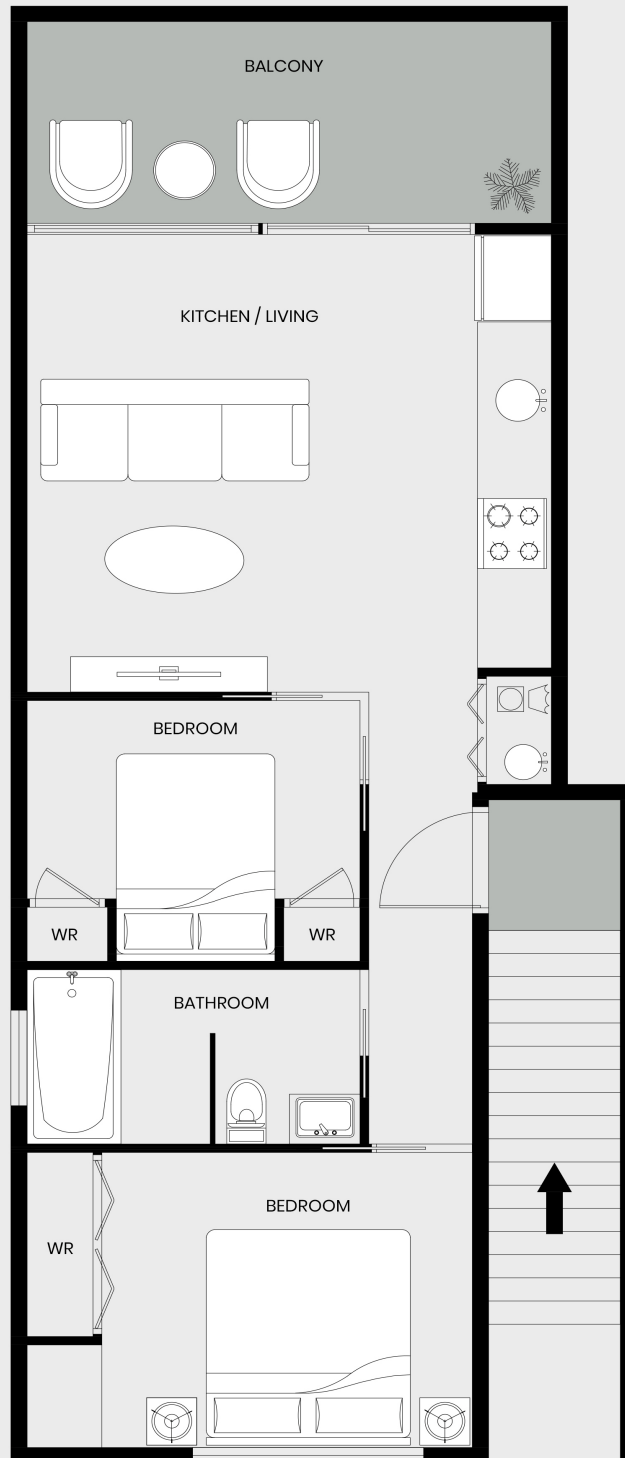 BALCONY
KITCHEN / LIVING
BEDROOM
WR
WR
BATHROOM
BEDROOM
WR